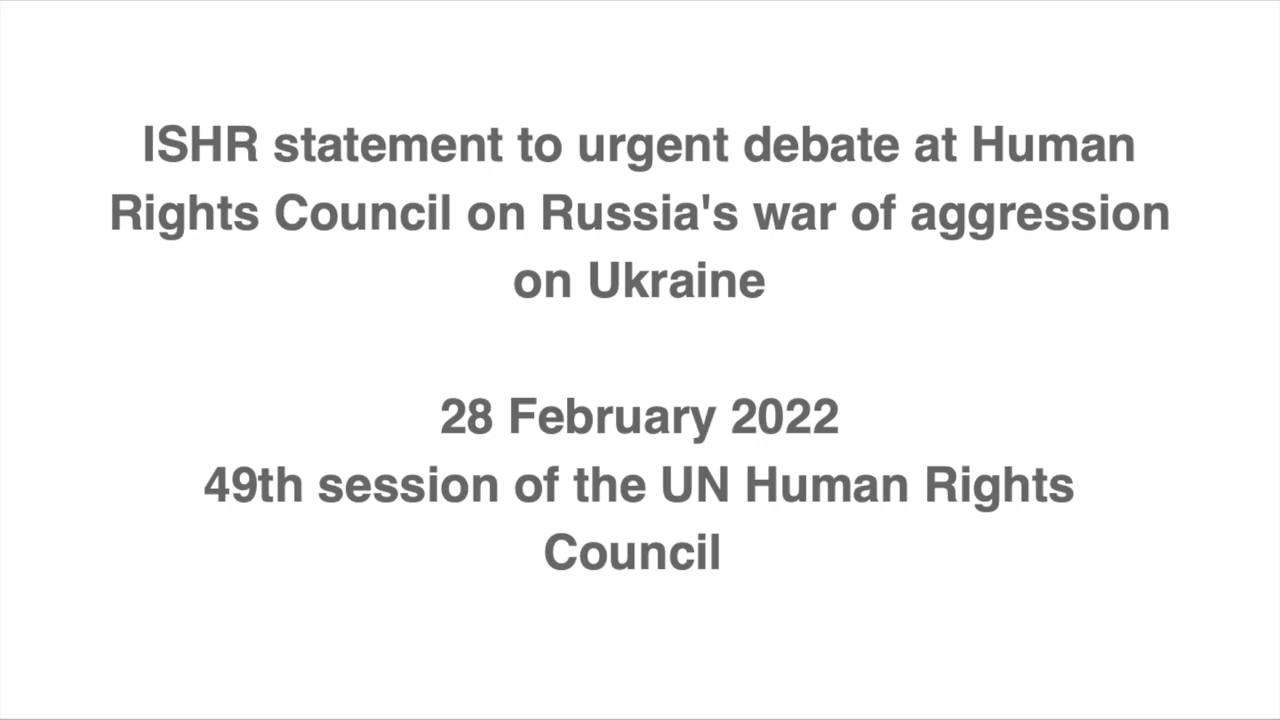 ISHR statement to urgent debate at Human
Rights Council on Russia's war of aggression
on Ukraine
28 February 2022
49th session of the UN Human Rights
Council